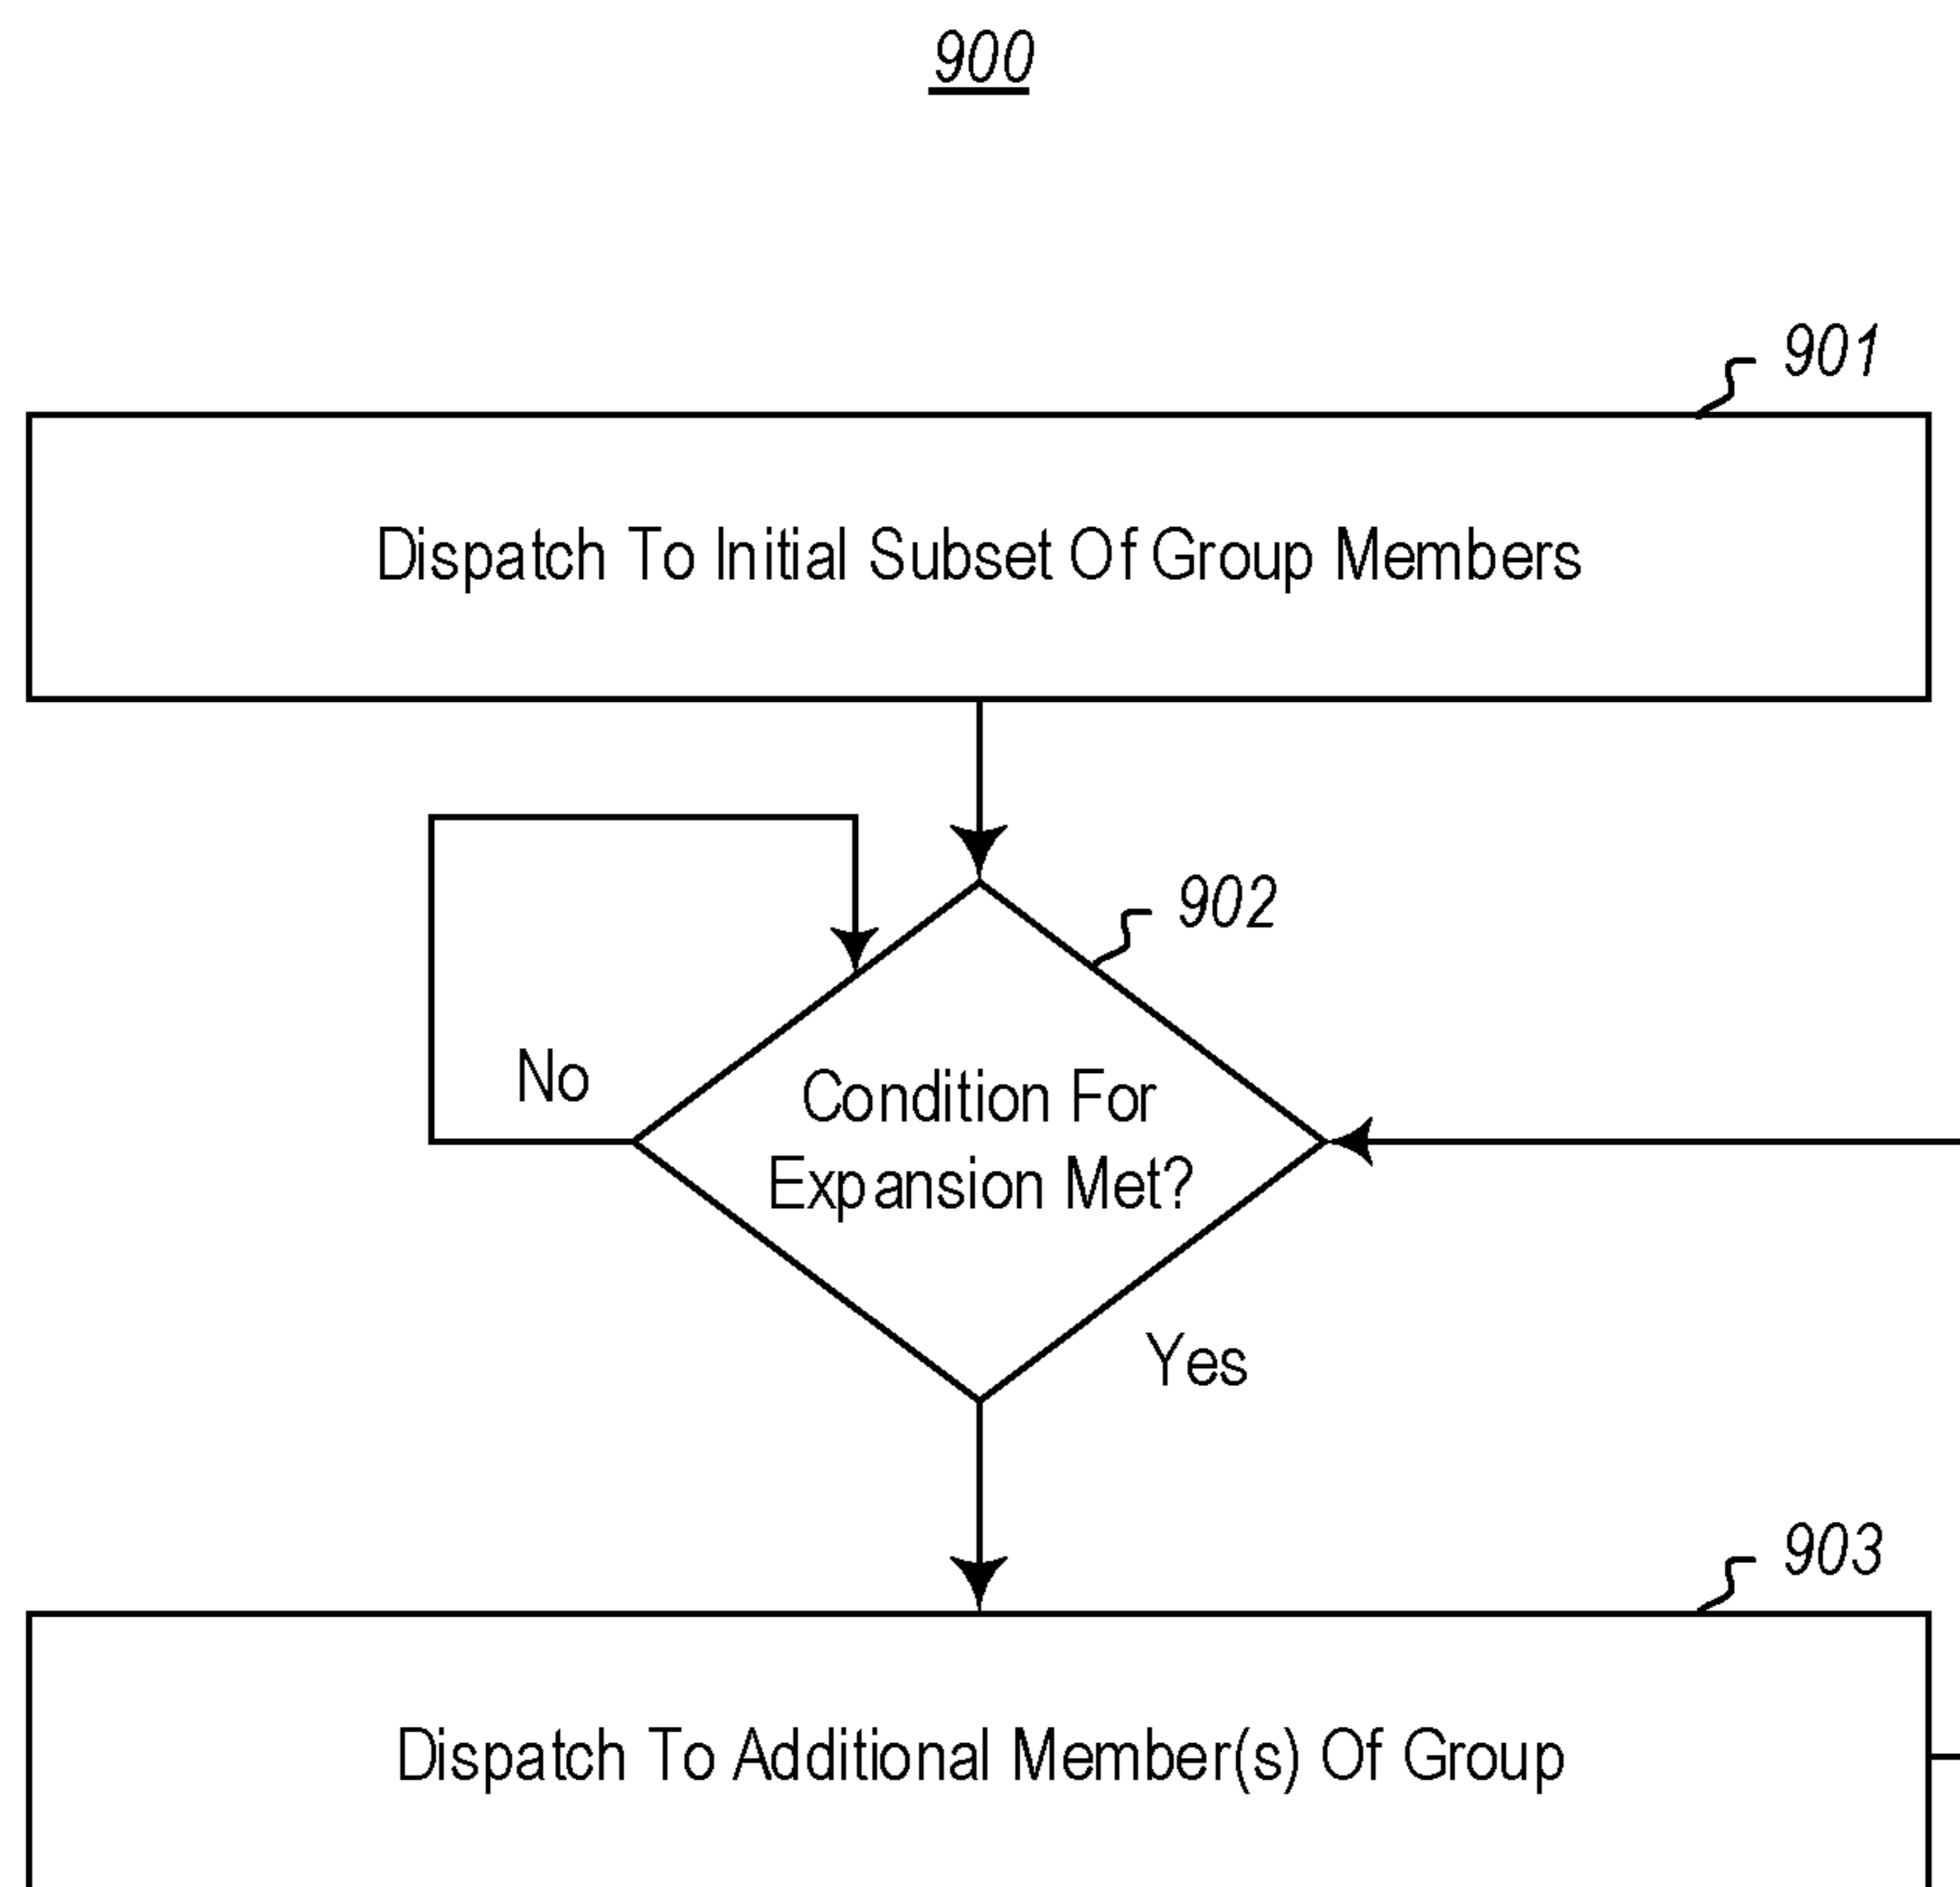 900
901
Dispatch To Initial Subset Of Group Members
902
No
Condition For
Expansion Met?
Yes
903
Dispatch To Additional Member(s) Of Group